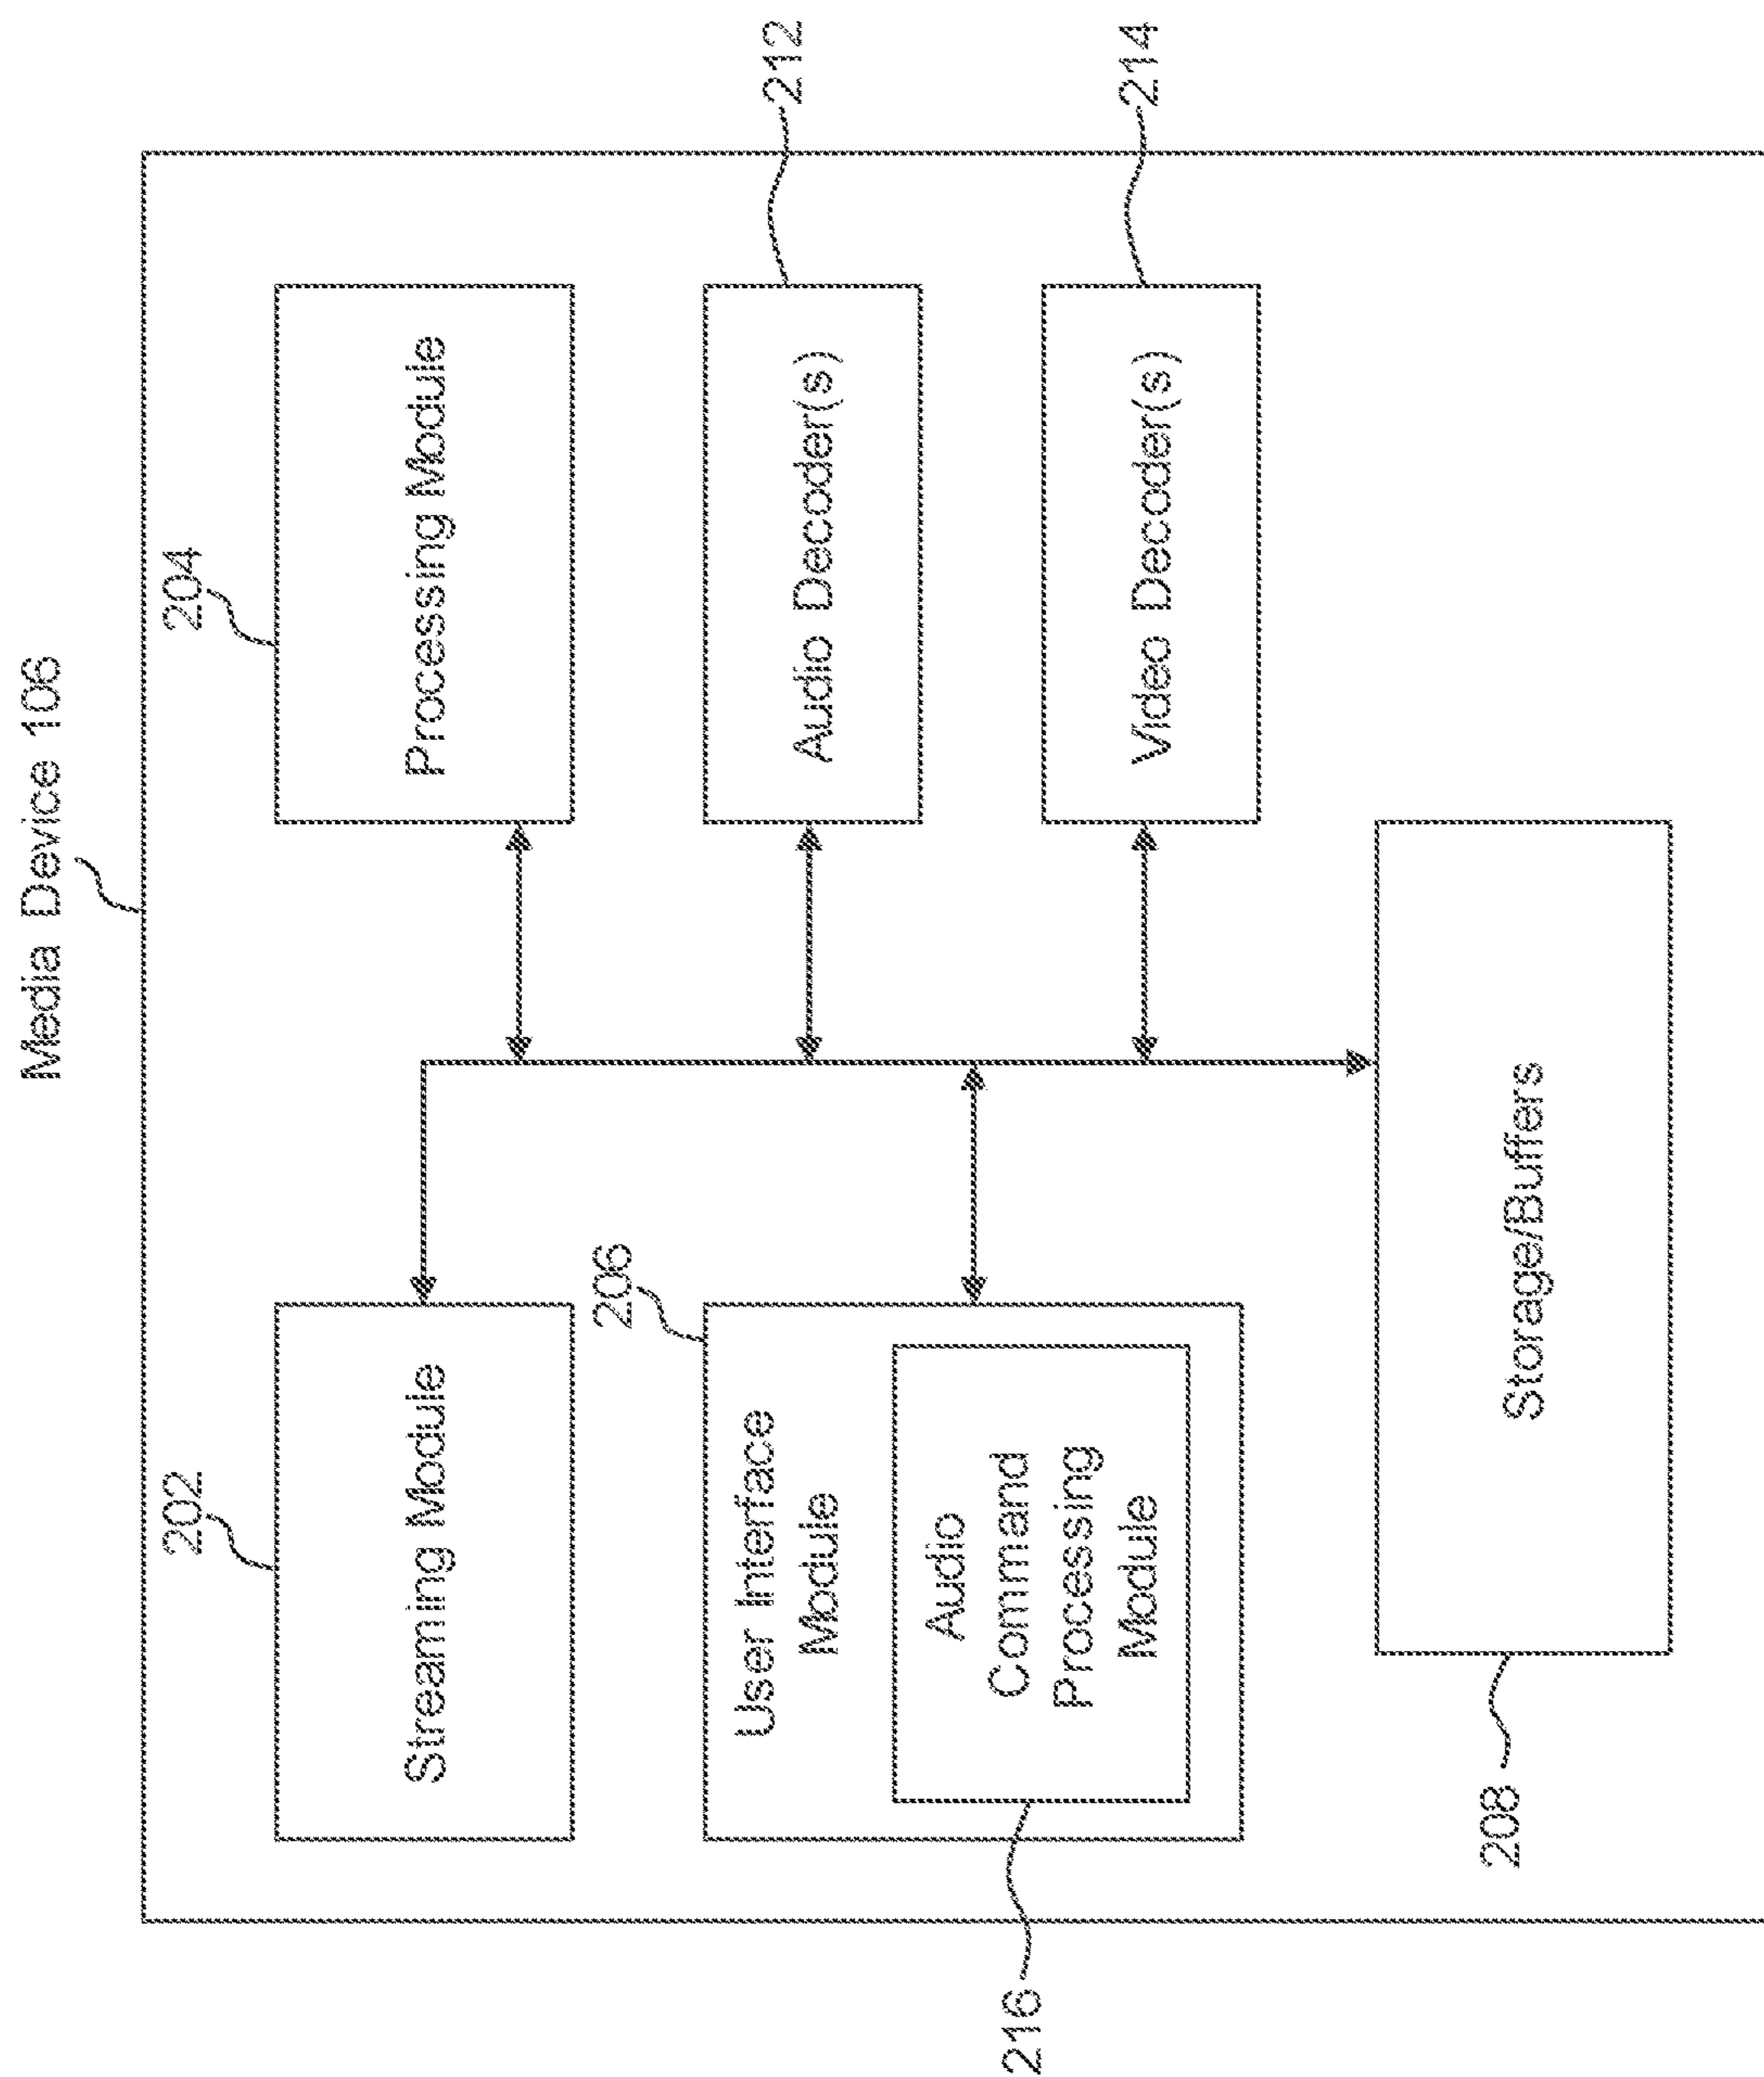 Media Device 106
202
Streaming Module
204
Processing Module
206
User Interface
Module
Audio
Command
Processing
Module
216
Audio Decoder(s)
212
Video Decoder(s)
214
Storage/Buffers
208